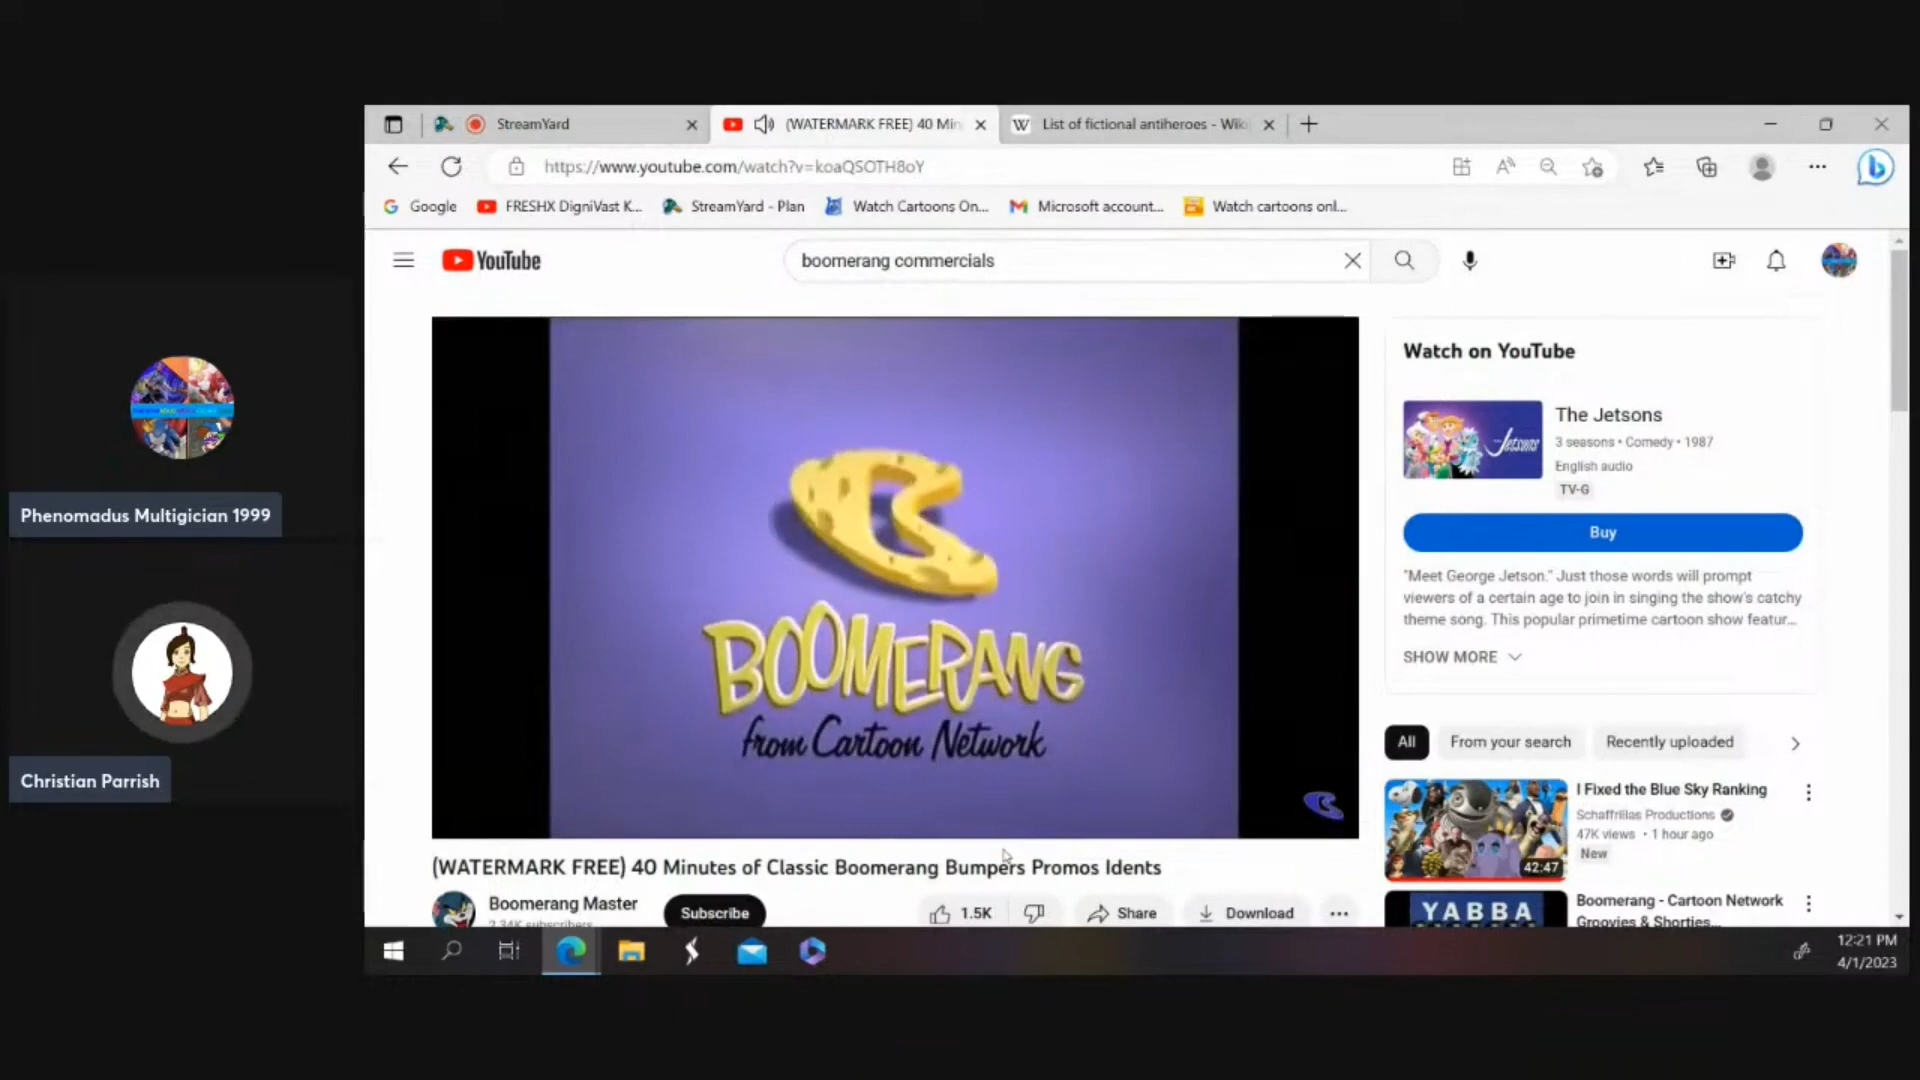 StreamYard
(WATERMARK FREE) 40 Min
List of fictional antiheroes - Wiki
https://www.youtube.com/watch?v=koaQSOTH8oY
Google
FRESHX DigniVast K...
StreamYard - Plan
Watch Cartoons On...
Microsoft account...
Watch cartoons onl...
YouTube
boomerang commercials
Phenomadus Multigician 1999
Christian Parrish
BOOMERANG
from Cartoon Network
Watch on YouTube
Jetsons
The Jetsons
3 seasons • Comedy • 1987
English audio
TV-G
Buy
"Meet George Jetson." Just those words will prompt
viewers of a certain age to join in singing the show's catchy
theme song. This popular primetime cartoon show featur...
SHOW MORE
All
From your search
Recently uploaded
42:47
I Fixed the Blue Sky Ranking
Schaffrillas Productions
47K views • 1 hour ago
New
YABBA
Boomerang - Cartoon Network
Groovies & Shorties...
(WATERMARK FREE) 40 Minutes of Classic Boomerang Bumpers Promos Idents
Boomerang Master
2.34K subscribers
Subscribe
1.5K
Share
Download
12:21 PM
4/1/2023